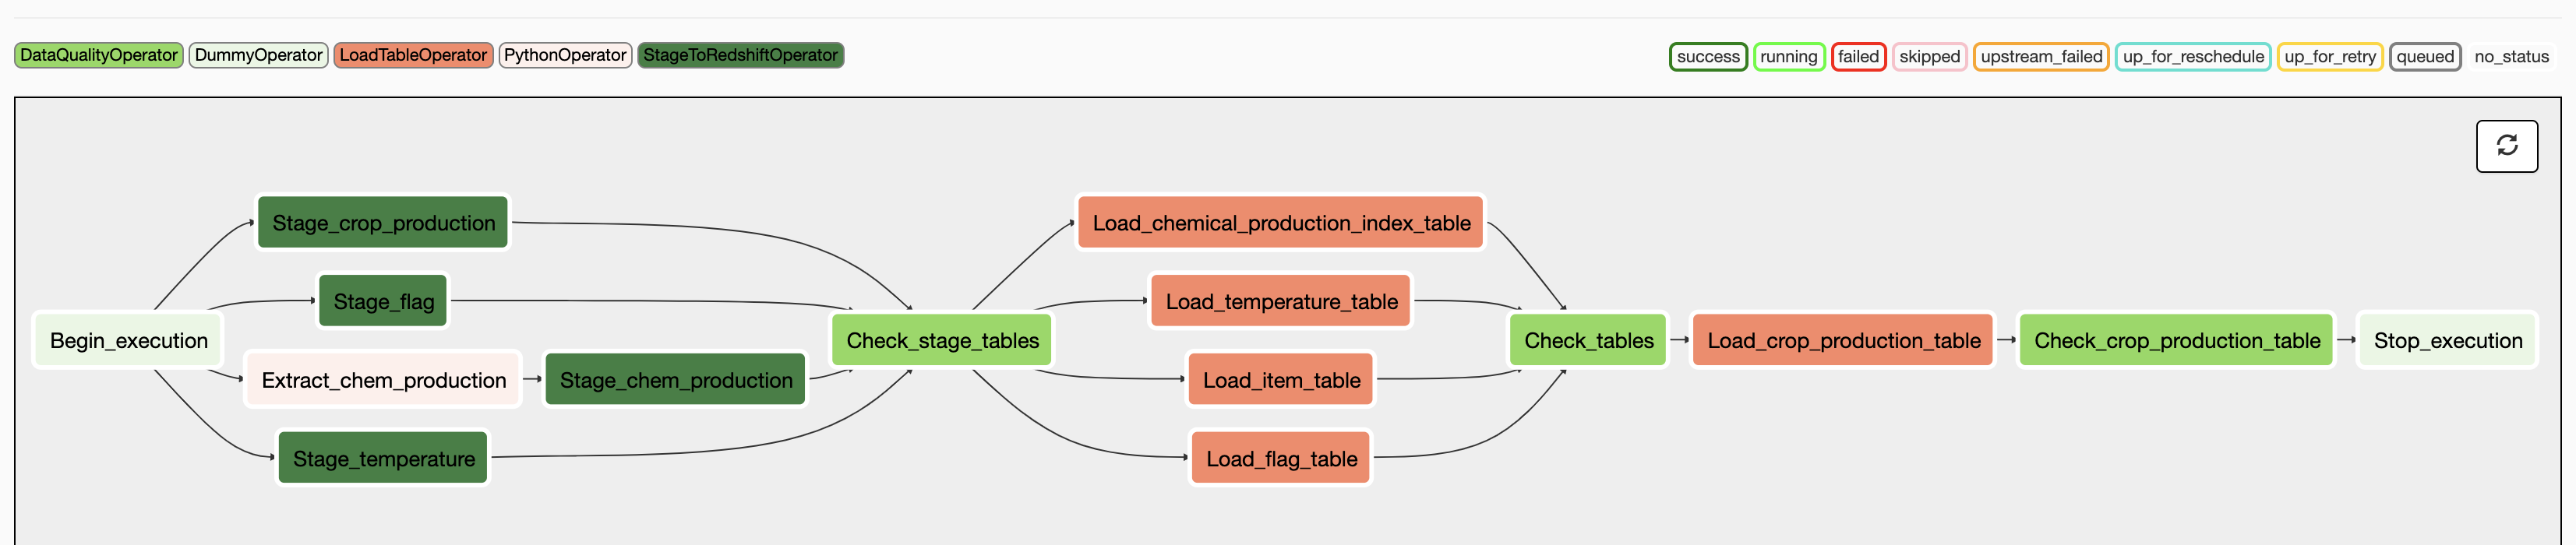 DataQualityOperator DummyOperator LoadTableOperator PythonOperator StageToRedshiftOperator success running failed skipped upstream_failed up_for_reschedule up_for_retry queued no_status
Stage_crop_production Load_chemical_production_index_table
Stage_flag Load_temperature_table
Begin_execution Check_stage_tables Check_tables Load_crop_production_table Check_crop_production_table Stop_execution
Extract_chem_production Stage_chem_production Load_item_table
Stage_temperature Load_flag_table